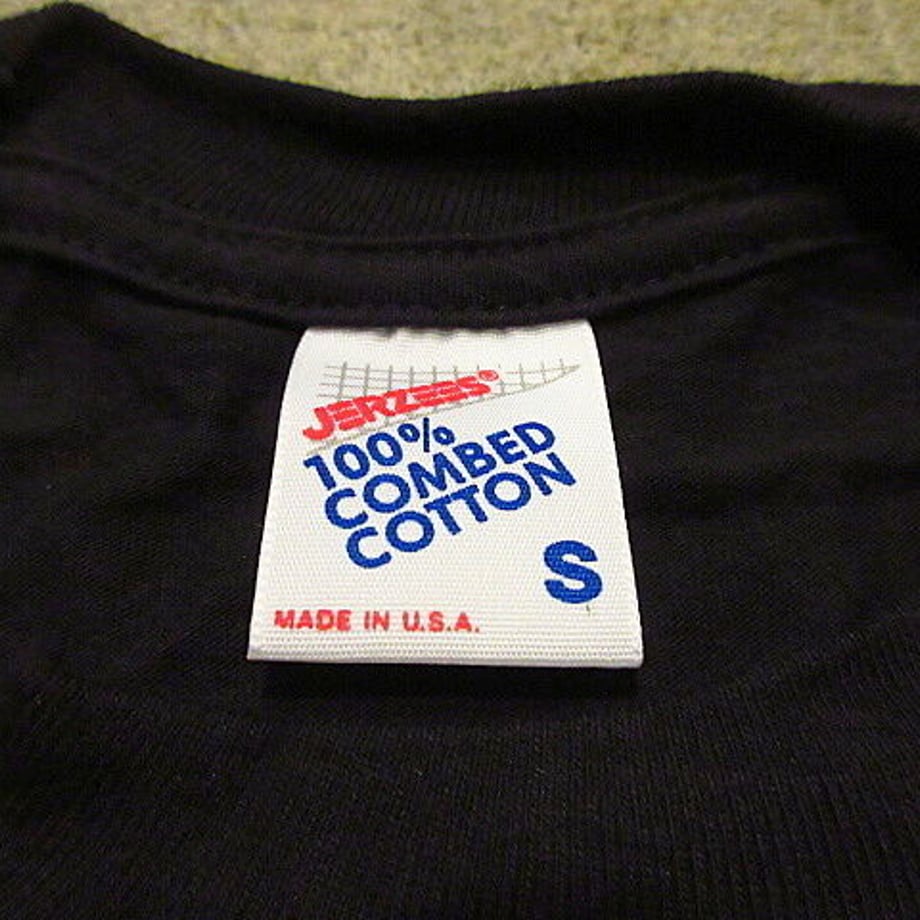 JERZEES®
100%
COMBED
COTTON
S
MADE IN U.S.A.